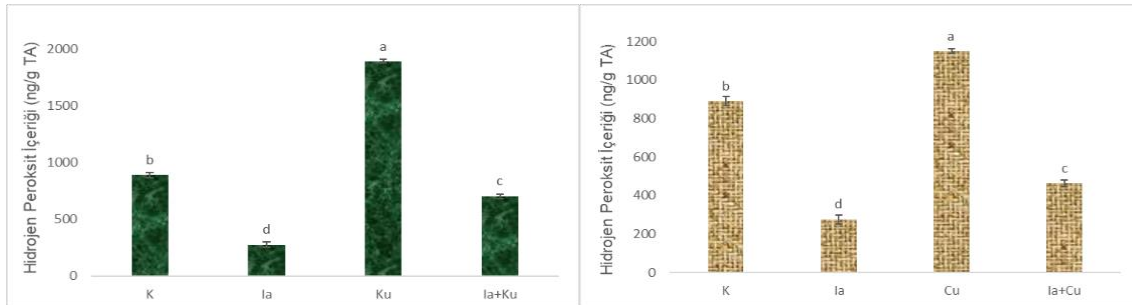 Hidrojen Peroksit İçeriği (ng/g TA)
2000
1500
1000
500
0
b
d
a
c
K Ia Ku Ia+Ku
Hidrojen Peroksit İçeriği (ng/g TA)
1200
1000
800
600
400
200
0
b
d
a
c
K Ia Cu Ia+Cu